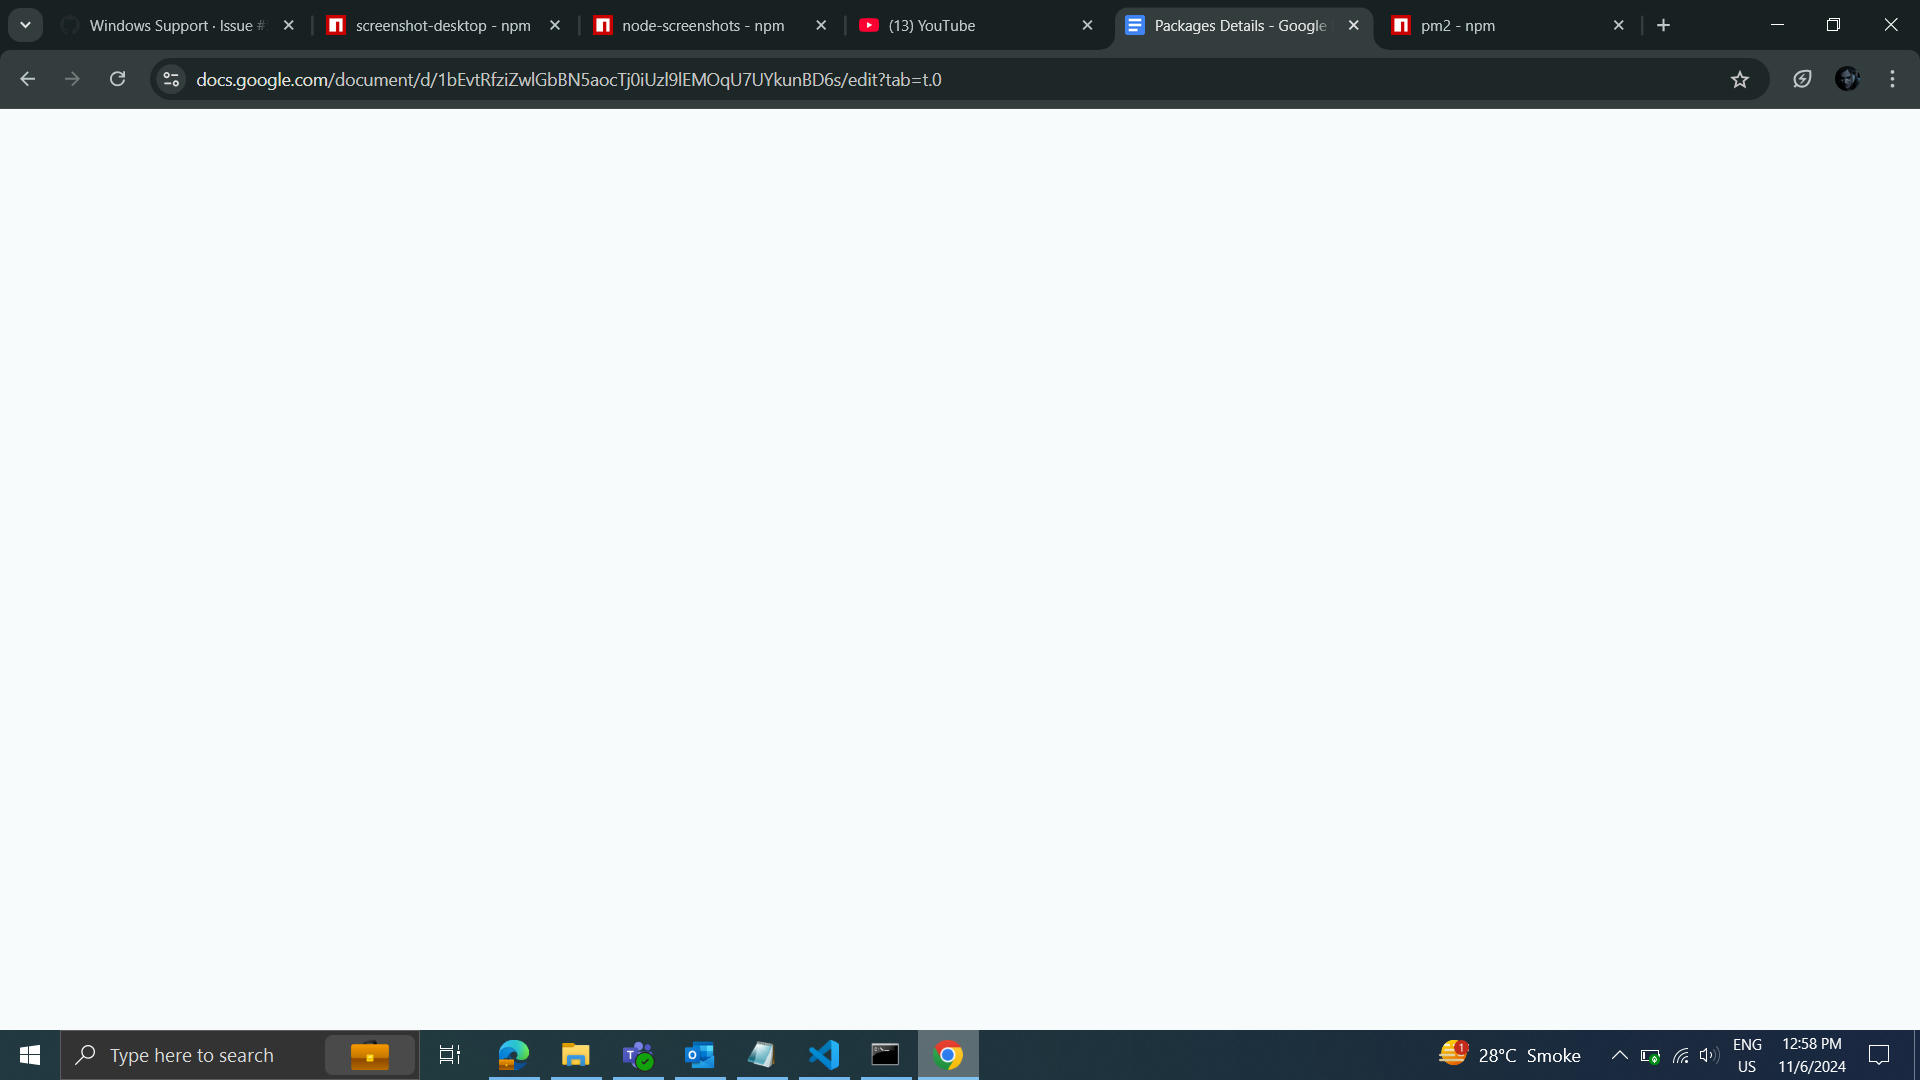 Windows Support · Issue #
screenshot-desktop - npm
node-screenshots - npm
(13) YouTube
Packages Details - Google
pm2 - npm
docs.google.com/document/d/1bEvtRfziZwlGbBN5aocTj0iUzl9lEMOqU7UYkunBD6s/edit?tab=t.0
Type here to search
1
28°C Smoke
ENG
US
12:58 PM
11/6/2024